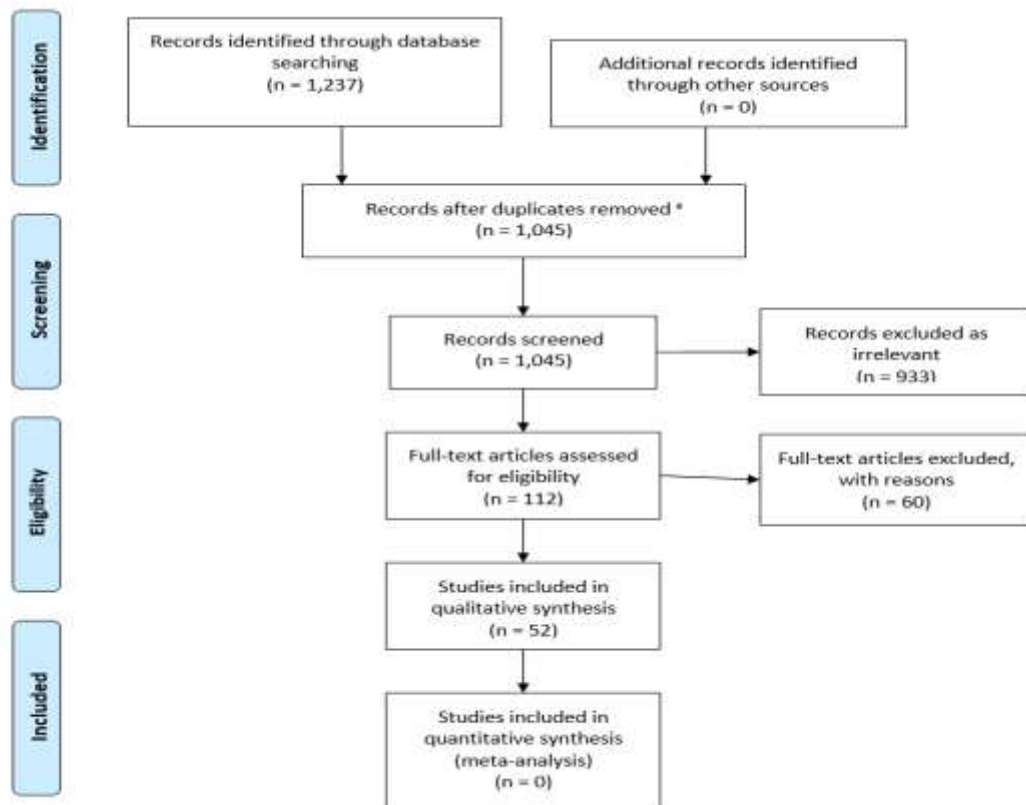 Identification
Records identified through database
searching
(n = 1,237)
Additional records identified
through other sources
(n = 0)
Records after duplicates removed *
(n = 1,045)
Screening
Records screened
(n = 1,045)
Records excluded as
irrelevant
(n = 933)
Eligibility
Full-text articles assessed
for eligibility
(n = 112)
Full-text articles excluded,
with reasons
(n = 60)
Studies included in
qualitative synthesis
(n = 52)
Included
Studies included in
quantitative synthesis
(meta-analysis)
(n = 0)